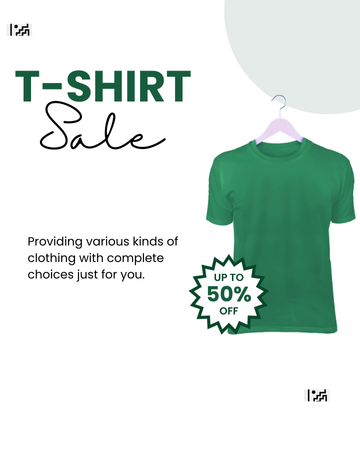 T-SHIRT
Sale
Providing various kinds of
clothing with complete
choices just for you.
UP TO
50%
OFF